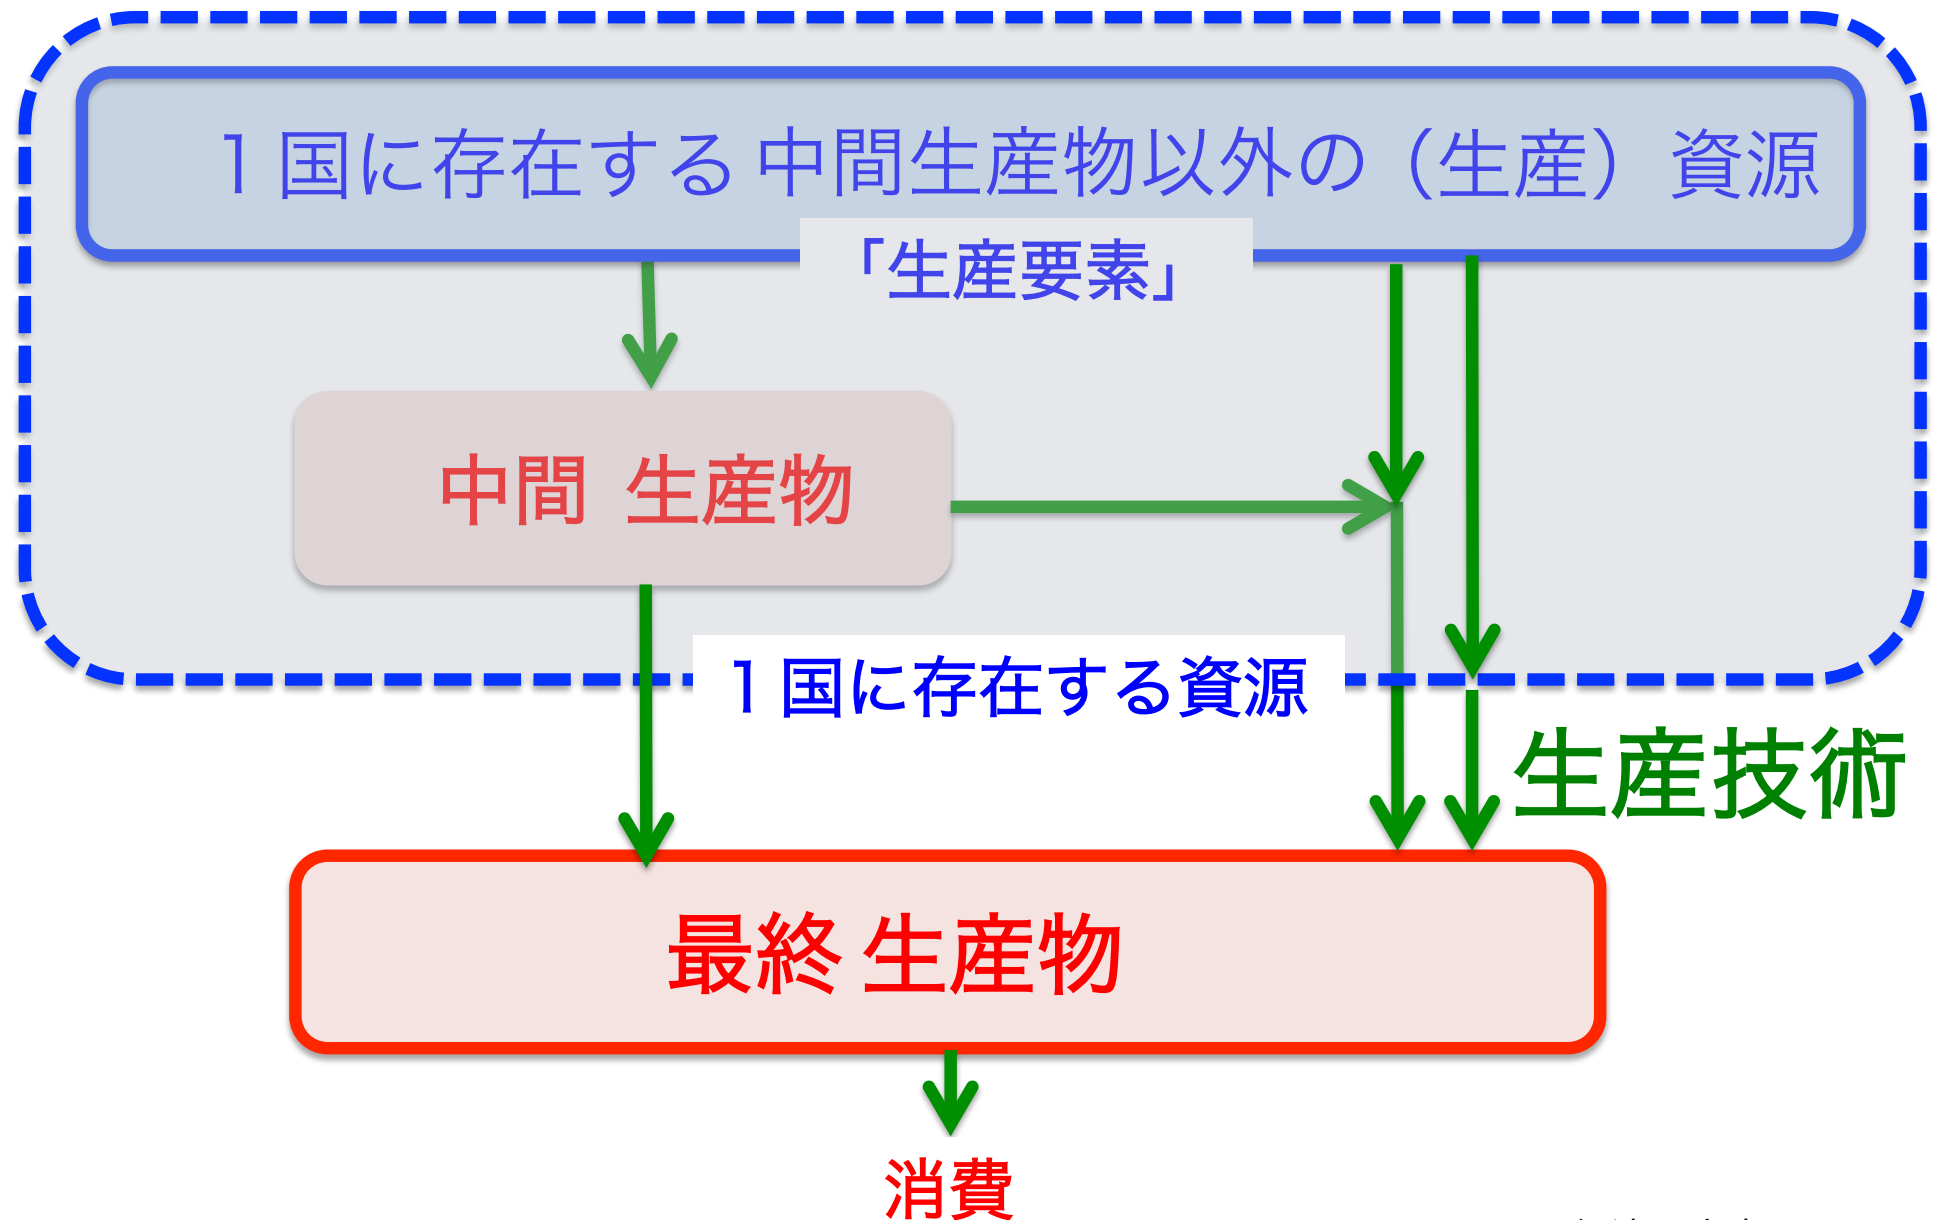 １国に存在する 中間生産物以外の（生産）資源
「生産要素」
中間 生産物
１国に存在する資源
生産技術
最終 生産物
消費